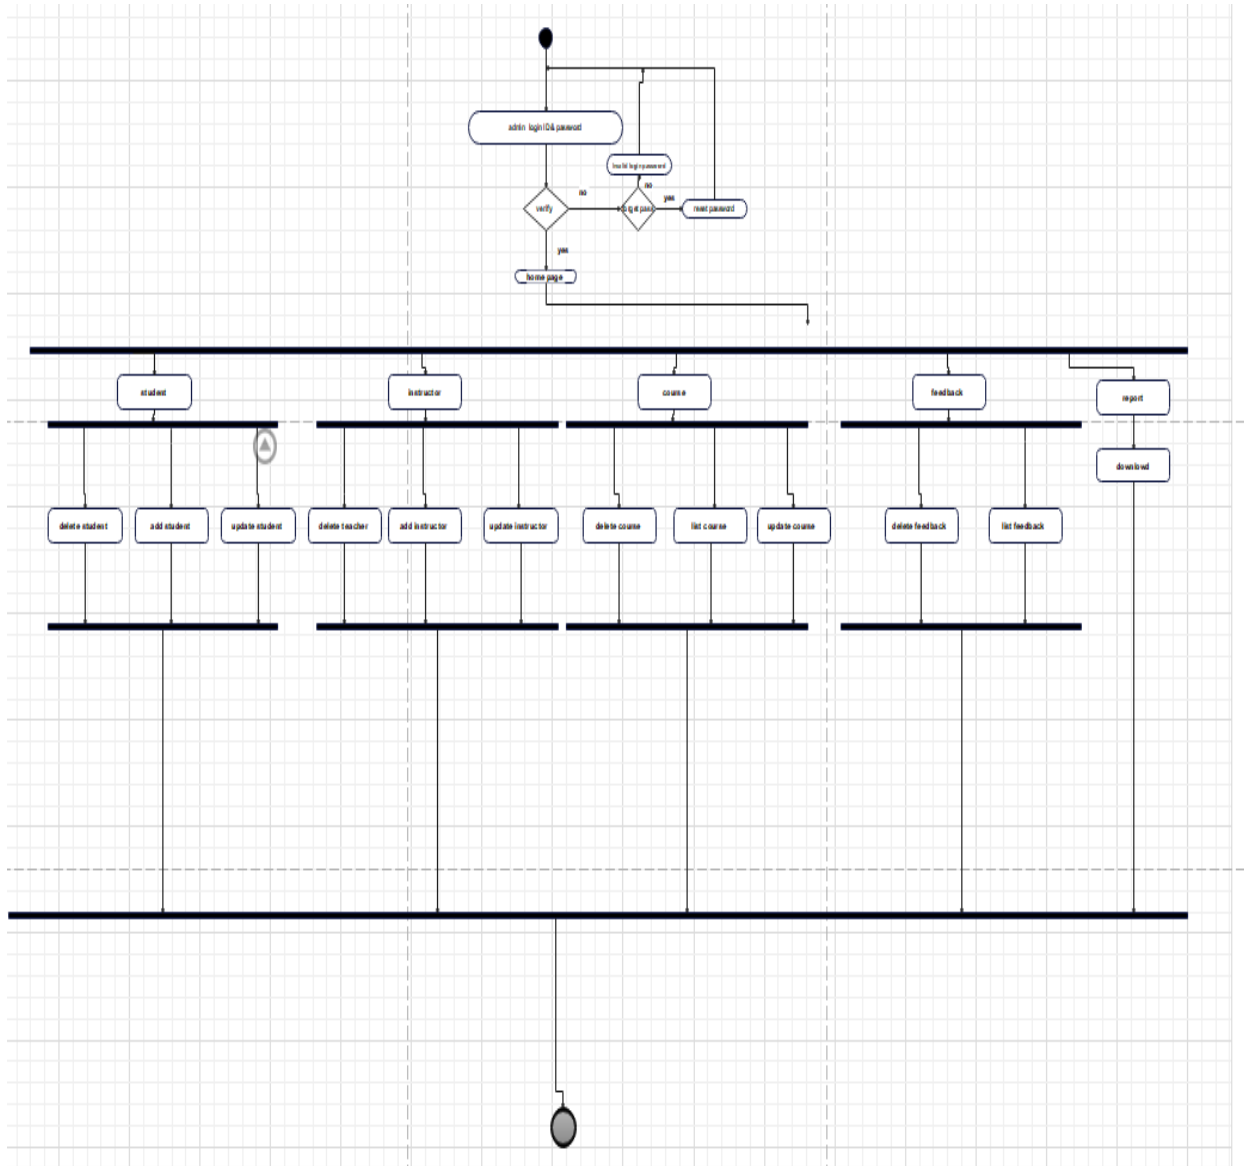 admin login ID & password
invalid login password
no
no
yes
verify
forget pass
reset password
yes
home page
student
instructor
course
feedback
report
downlowd
delete student
add student
update student
delete teacher
add instructor
update instructor
delete course
list course
update course
delete feedback
list feedback